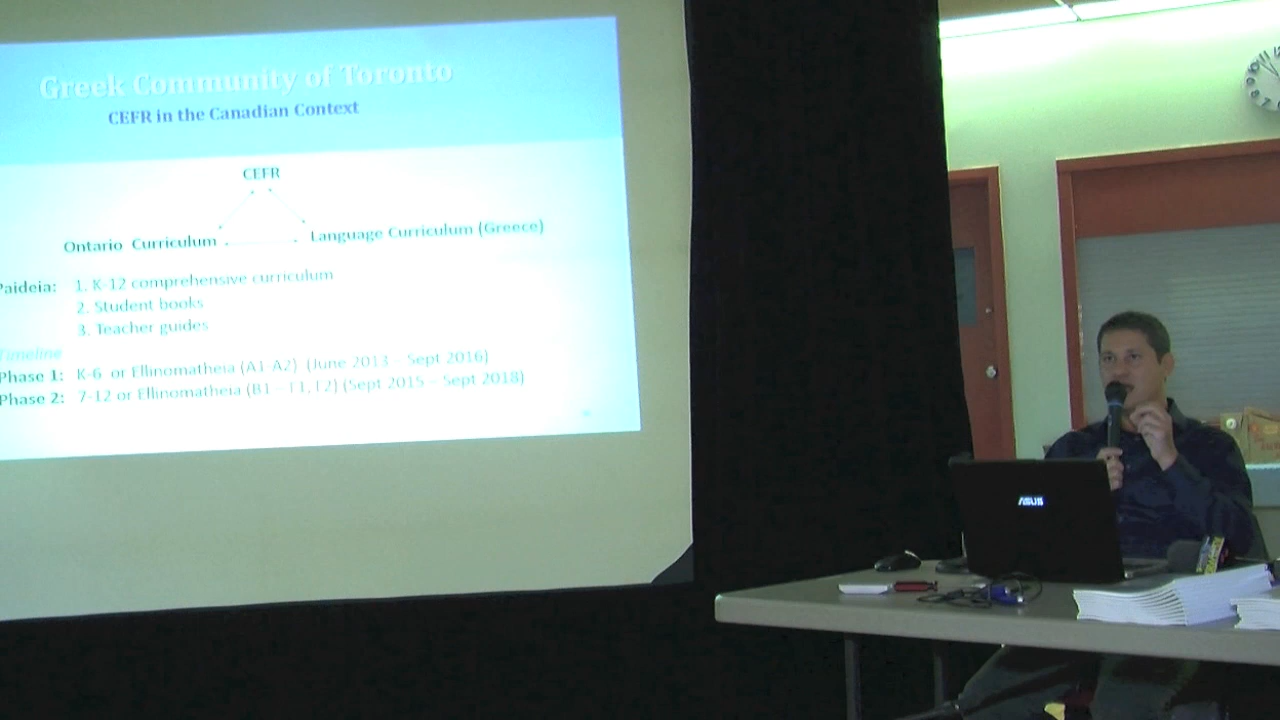 Greek Community of Toronto
CEFR in the Canadian Context
CEFR
Ontario Curriculum
Language Curriculum (Greece)
Paideia: 1. K-12 comprehensive curriculum
2. Student books
3. Teacher guides
Timeline
Phase 1: K-6 or Ellinomatheia (A1-A2) (June 2013 – Sept 2016)
Phase 2: 7-12 or Ellinomatheia (B1 – Γ1, Γ2) (Sept 2015 – Sept 2018)
ASUS